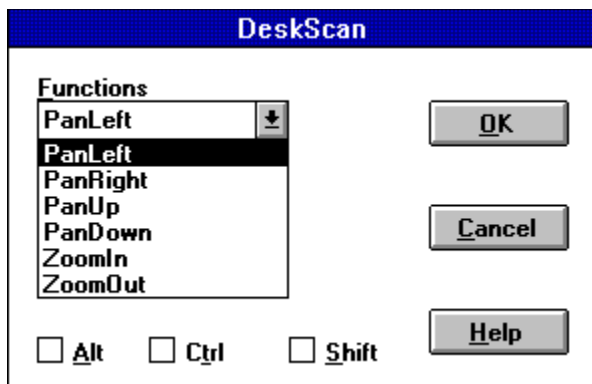 DeskScan
Functions
PanLeft
PanLeft
PanRight
PanUp
PanDown
ZoomIn
ZoomOut
OK
Cancel
Help
Alt Ctrl Shift